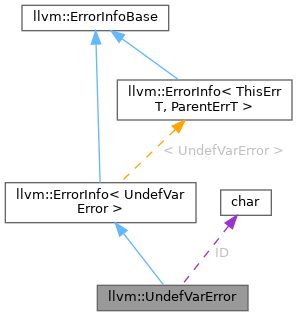 llvm::ErrorInfoBase
llvm::ErrorInfo< ThisErr
T, ParentErrT >
< UndefVarError >
llvm::ErrorInfo< UndefVar
Error >
char
ID
llvm::UndefVarError